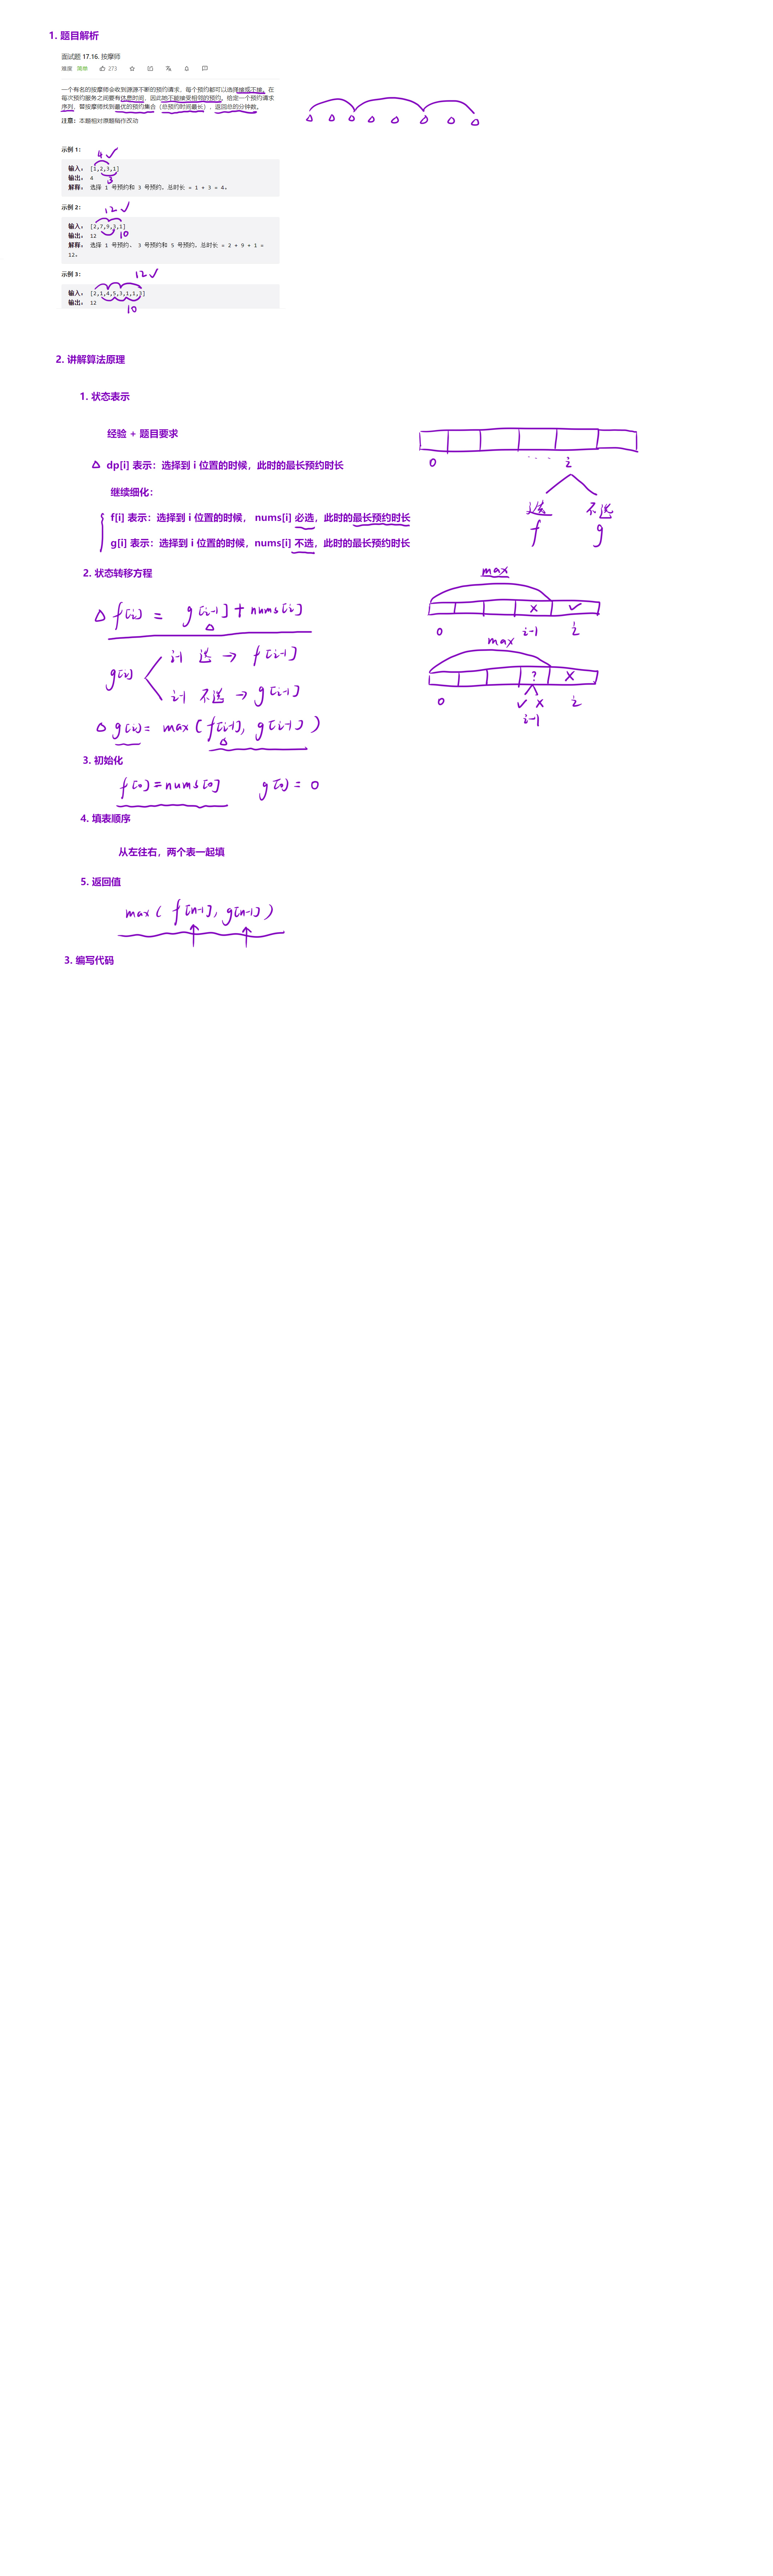 1. 题目解析
面试题 17.16. 按摩师
难度 简单 273
一个有名的按摩师会收到源源不断的预约请求，每个预约都可以选择接或不接。在
每次预约服务之间要有休息时间，因此她不能接受相邻的预约。给定一个预约请求
序列，替按摩师找到最优的预约集合（总预约时间最长），返回总的分钟数。
注意：本题相对原题稍作改动
示例 1：
4 ✓
输入： [1,2,3,1]
输出： 4
3
解释： 选择 1 号预约和 3 号预约，总时长 = 1 + 3 = 4。
示例 2：
12 ✓
输入： [2,7,9,3,1]
输出： 12
10
解释： 选择 1 号预约、 3 号预约和 5 号预约，总时长 = 2 + 9 + 1 =
12。
示例 3：
12 ✓
输入： [2,1,4,5,3,1,1,3]
输出： 12
10
2. 讲解算法原理
1. 状态表示
经验 + 题目要求
0 i
△ dp[i] 表示：选择到 i 位置的时候，此时的最长预约时长
继续细化：
选 不选
f g
f[i] 表示：选择到 i 位置的时候， nums[i] 必选，此时的最长预约时长
g[i] 表示：选择到 i 位置的时候，nums[i] 不选，此时的最长预约时长
2. 状态转移方程
max
× ✓
0 i-1 i
△ f[i] = g[i-1] + nums[i]
max
? ×
0 ✓ × i
i-1
g[i]
i-1 选 → f[i-1]
i-1 不选 → g[i-1]
△ g[i] = max ( f[i-1], g[i-1] )
3. 初始化
f[0] = nums[0] g[0] = 0
4. 填表顺序
从左往右，两个表一起填
5. 返回值
max ( f[n-1], g[n-1] )
3. 编写代码